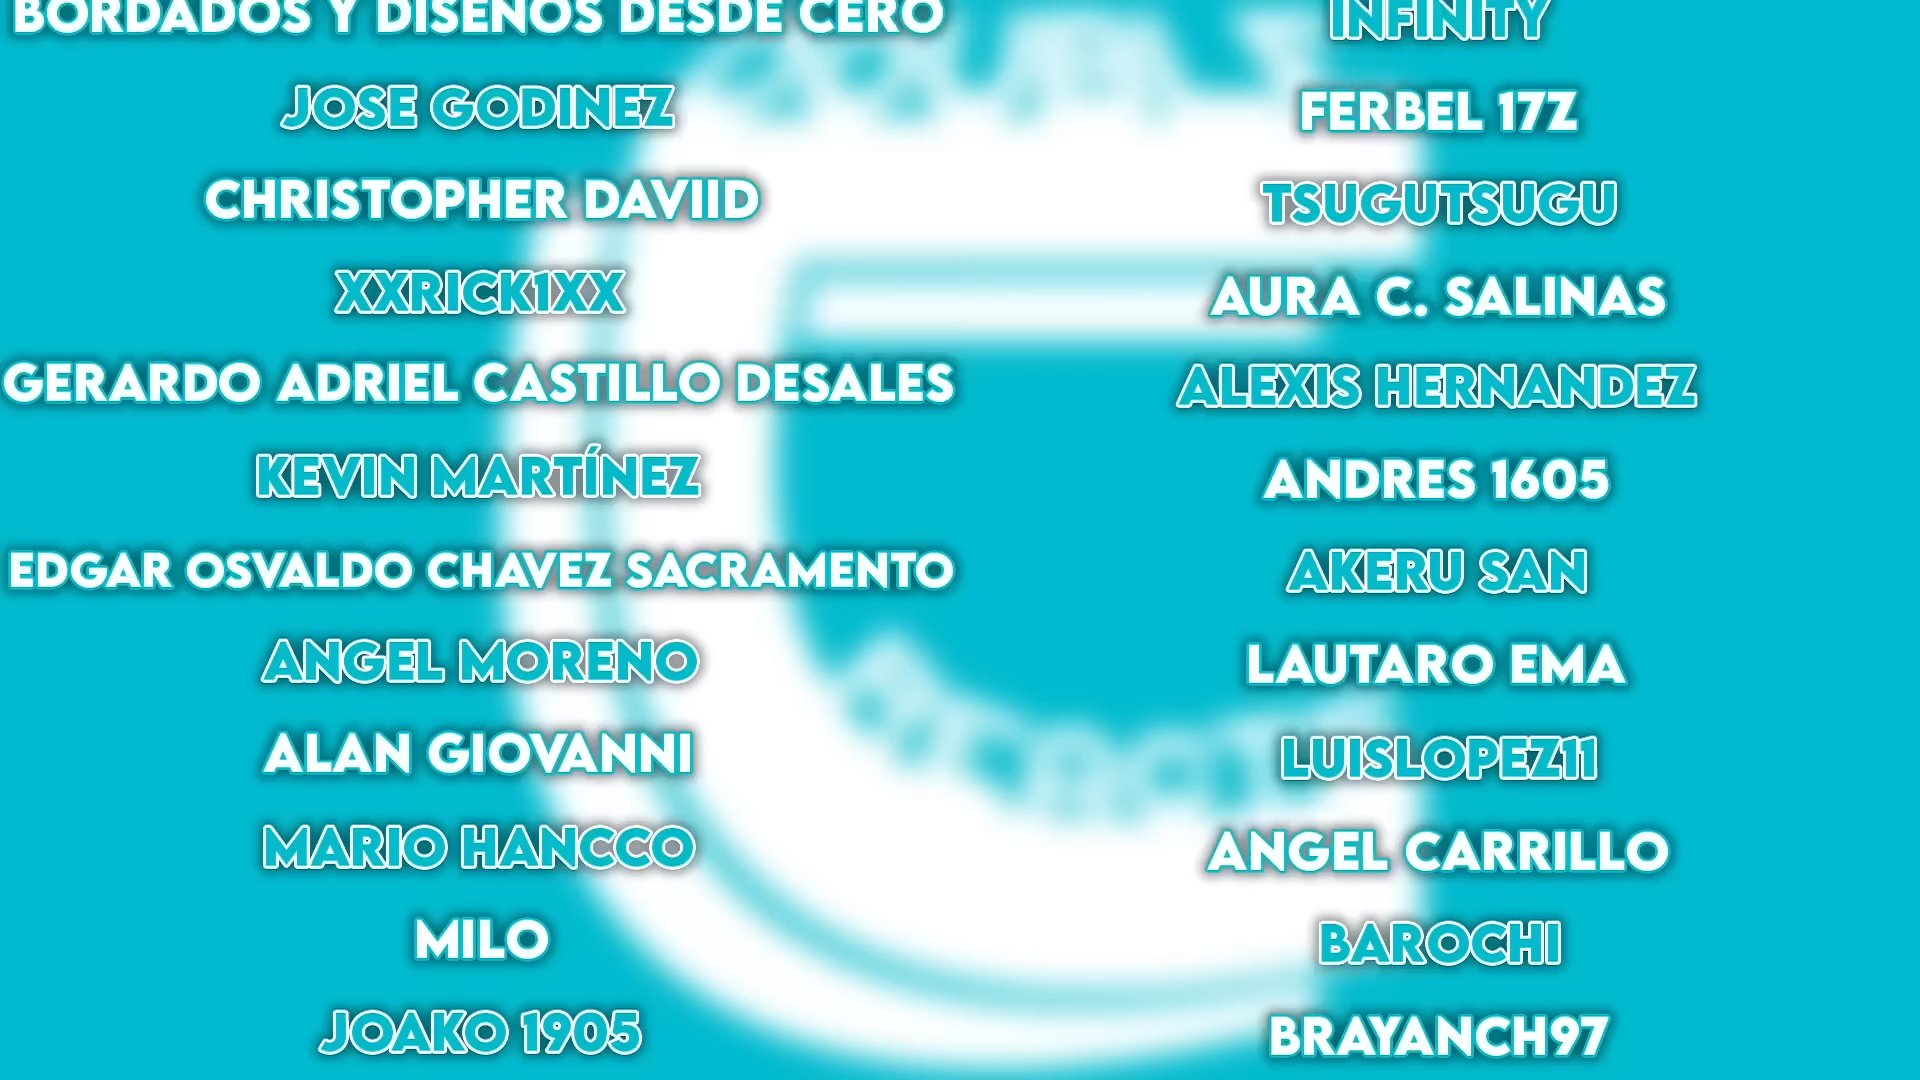 BORDADOS Y DISEÑOS DESDE CERO
JOSE GODINEZ
CHRISTOPHER DAVIID
XXRICK1XX
GERARDO ADRIEL CASTILLO DESALES
KEVIN MARTÍNEZ
EDGAR OSVALDO CHAVEZ SACRAMENTO
ANGEL MORENO
ALAN GIOVANNI
MARIO HANCCO
MILO
JOAKO 1905
INFINITY
FERBEL 17Z
TSUGUTSUGU
AURA C. SALINAS
ALEXIS HERNANDEZ
ANDRES 1605
AKERU SAN
LAUTARO EMA
LUISLOPEZ11
ANGEL CARRILLO
BAROCHI
BRAYANCH97